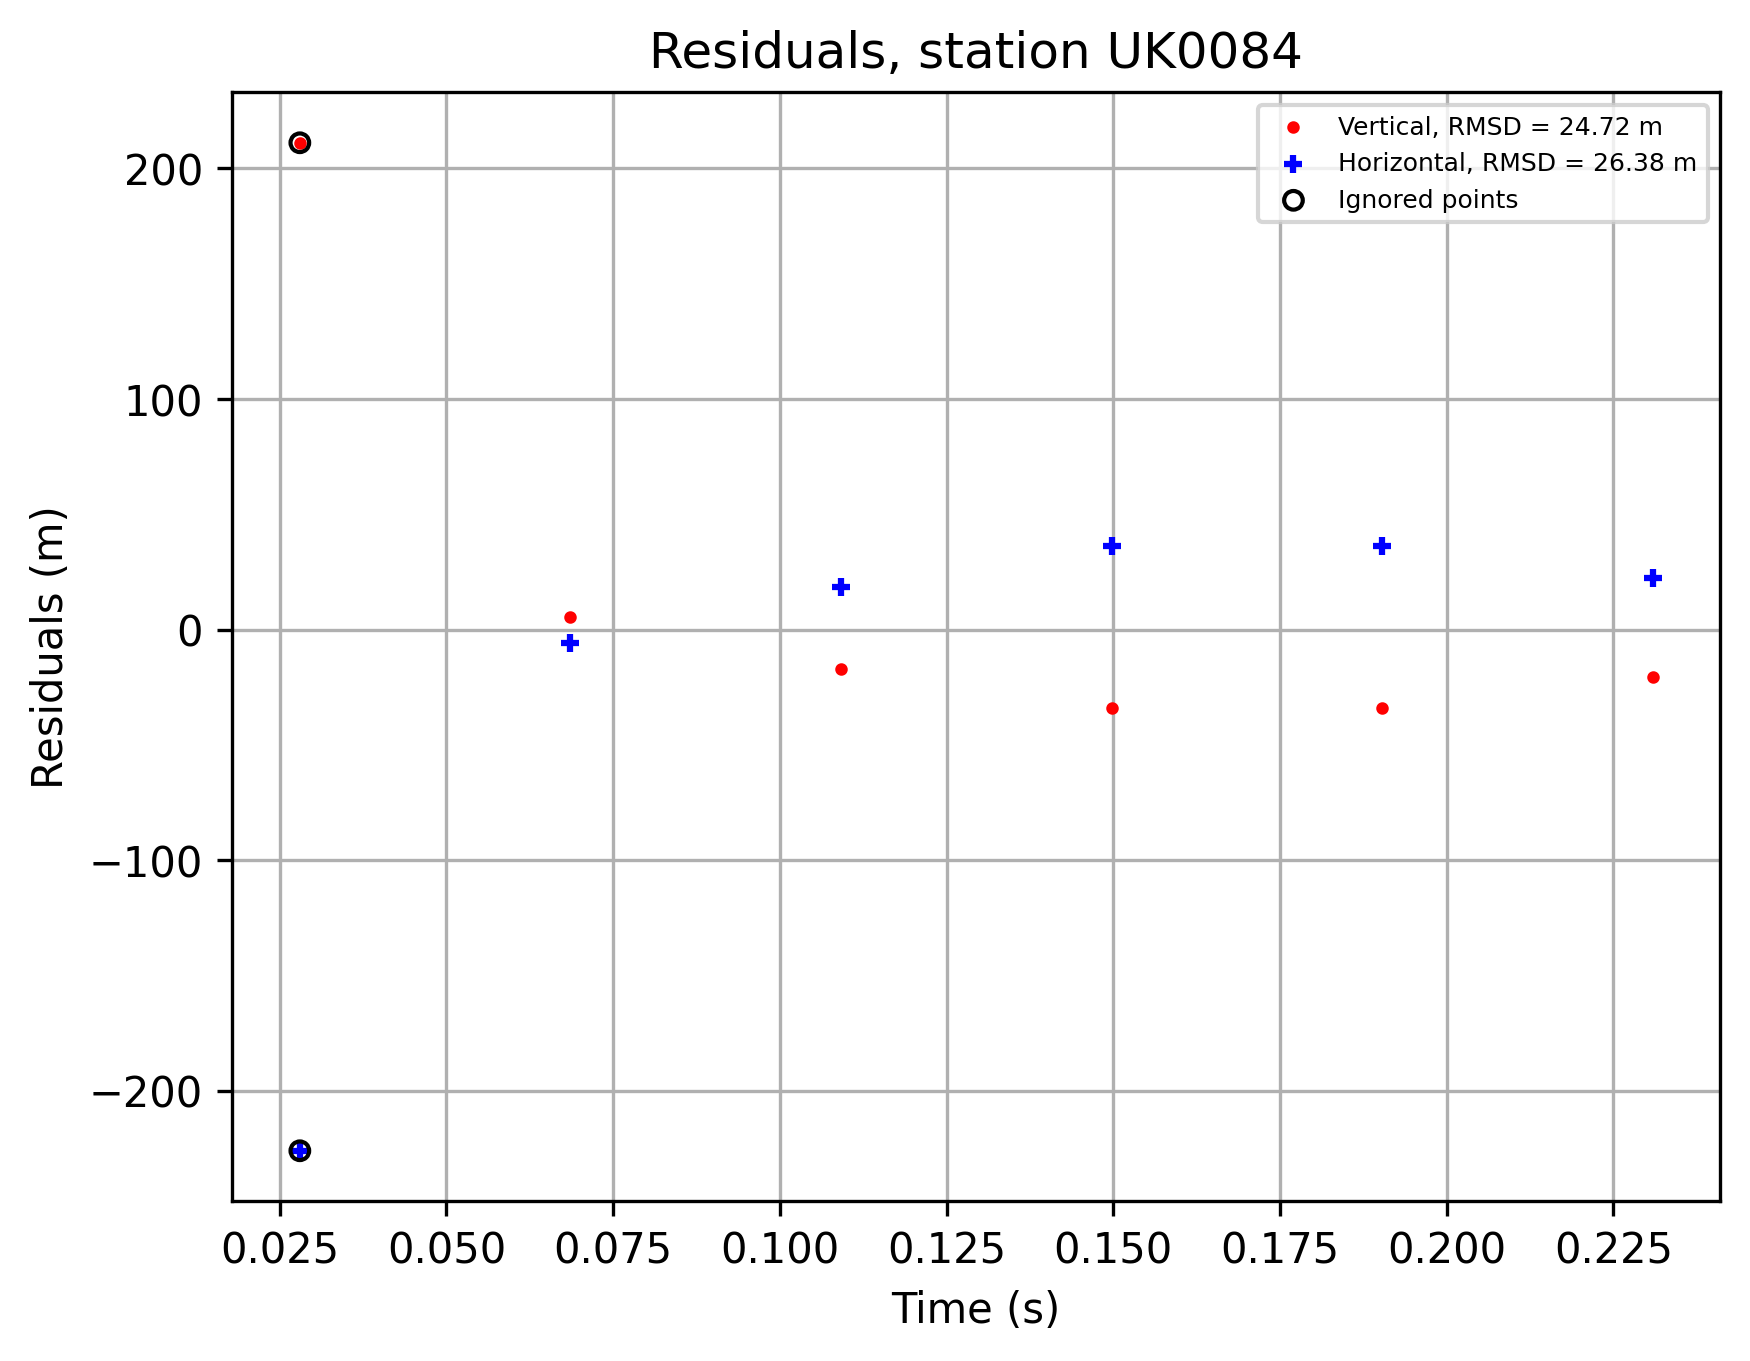 Residuals, station UK0084
Vertical, RMSD = 24.72 m
Horizontal, RMSD = 26.38 m
Ignored points
Residuals (m)
200
100
0
−100
−200
0.025 0.050 0.075 0.100 0.125 0.150 0.175 0.200 0.225
Time (s)